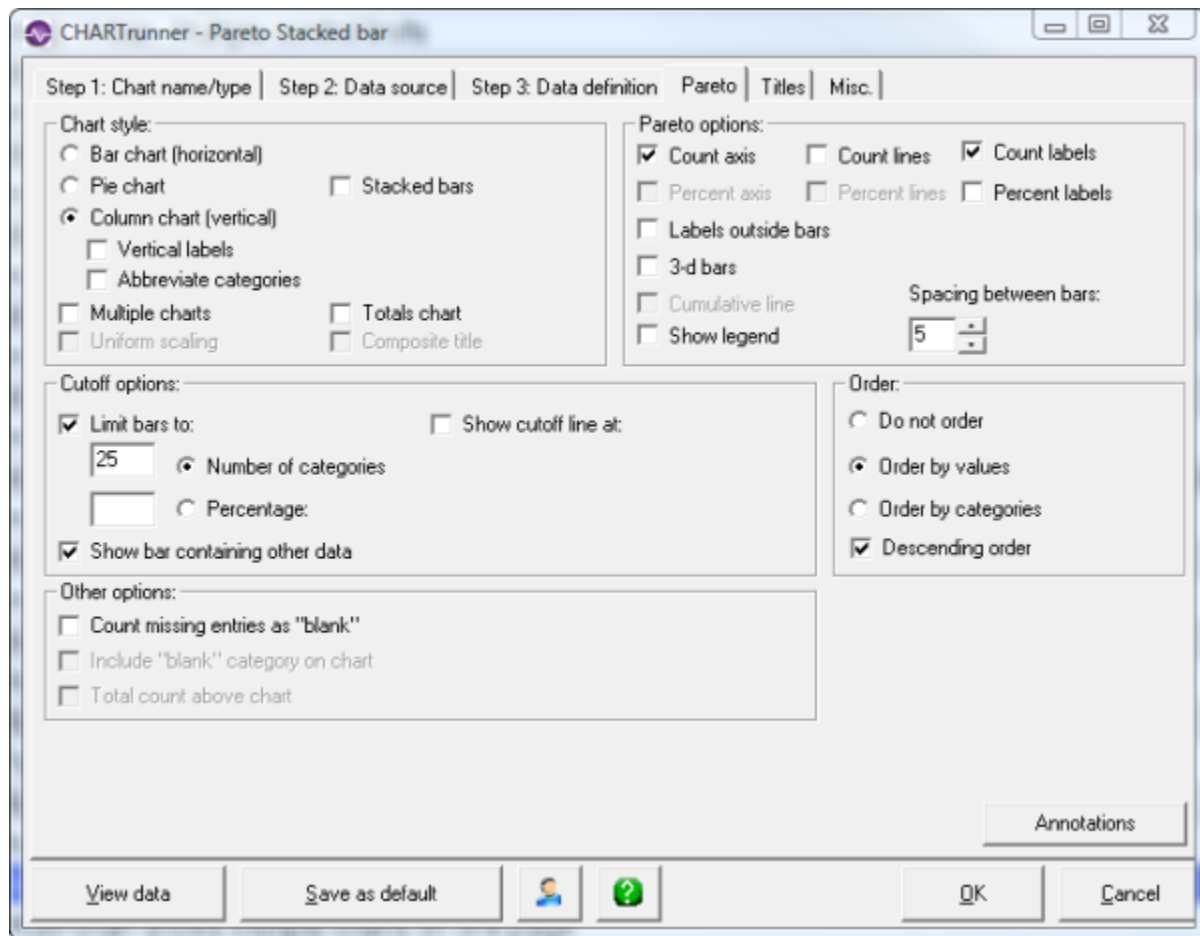 CHARTrunner - Pareto Stacked bar
Step 1: Chart name/type Step 2: Data source Step 3: Data definition Pareto Titles Misc.
Chart style:
Bar chart (horizontal)
Pie chart Stacked bars
Column chart (vertical)
Vertical labels
Abbreviate categories
Multiple charts Totals chart
Uniform scaling Composite title
Pareto options:
Count axis Count lines Count labels
Percent axis Percent lines Percent labels
Labels outside bars
3-d bars
Cumulative line Spacing between bars:
Show legend 5
Cutoff options:
Limit bars to: Show cutoff line at:
25 Number of categories
Percentage:
Show bar containing other data
Order:
Do not order
Order by values
Order by categories
Descending order
Other options:
Count missing entries as "blank"
Include "blank" category on chart
Total count above chart
Annotations
View data Save as default ? OK Cancel